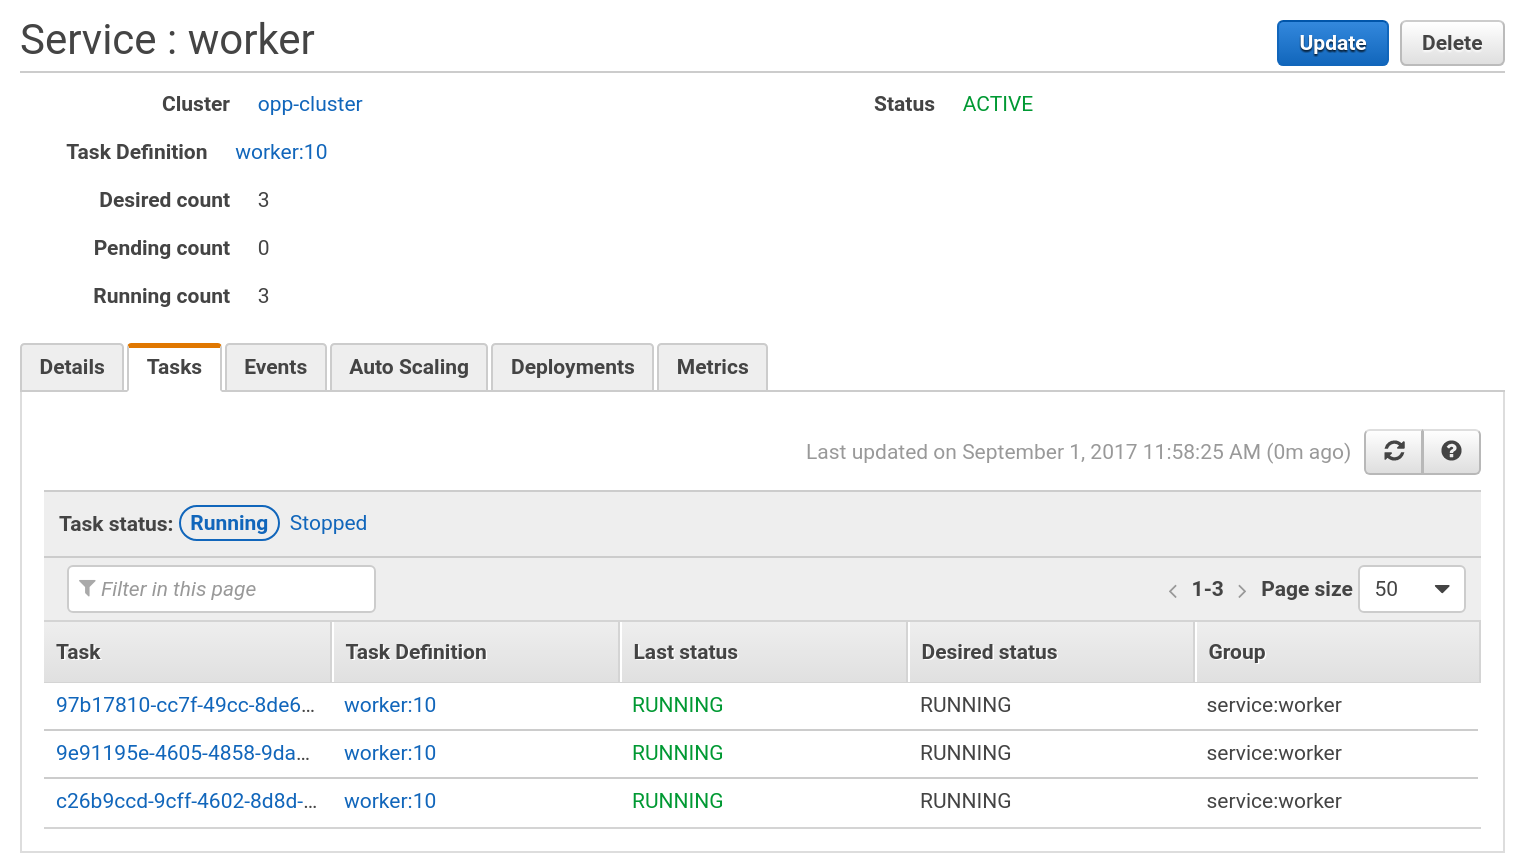 Service : worker
Update
Delete
Cluster opp-cluster
Status ACTIVE
Task Definition worker:10
Desired count 3
Pending count 0
Running count 3
Details Tasks Events Auto Scaling Deployments Metrics
Last updated on September 1, 2017 11:58:25 AM (0m ago)
Task status: Running Stopped
Filter in this page
1-3 Page size 50
Task Task Definition Last status Desired status Group
97b17810-cc7f-49cc-8de6... worker:10 RUNNING RUNNING service:worker
9e91195e-4605-4858-9da... worker:10 RUNNING RUNNING service:worker
c26b9ccd-9cff-4602-8d8d-... worker:10 RUNNING RUNNING service:worker